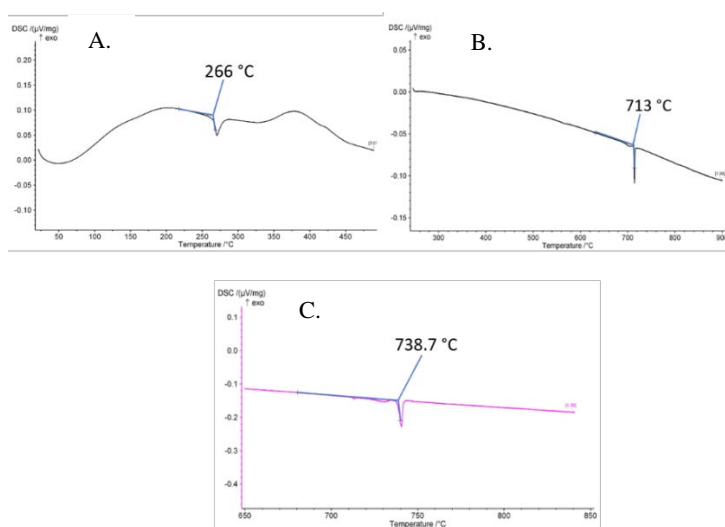 A.
DSC /(µV/mg)
↑ exo
0.20
0.15
0.10
0.05
0.00
-0.05
-0.10
266 °C
50 100 150 200 250 300 350 400 450
Temperature /°C
B.
DSC /(µV/mg)
↑ exo
0.05
0.00
-0.05
-0.10
-0.15
713 °C
300 400 500 600 700 800 900
Temperature /°C
C.
DSC /(µV/mg)
↑ exo
0.1
0.0
-0.1
-0.2
-0.3
-0.4
738.7 °C
650 700 750 800 850
Temperature /°C